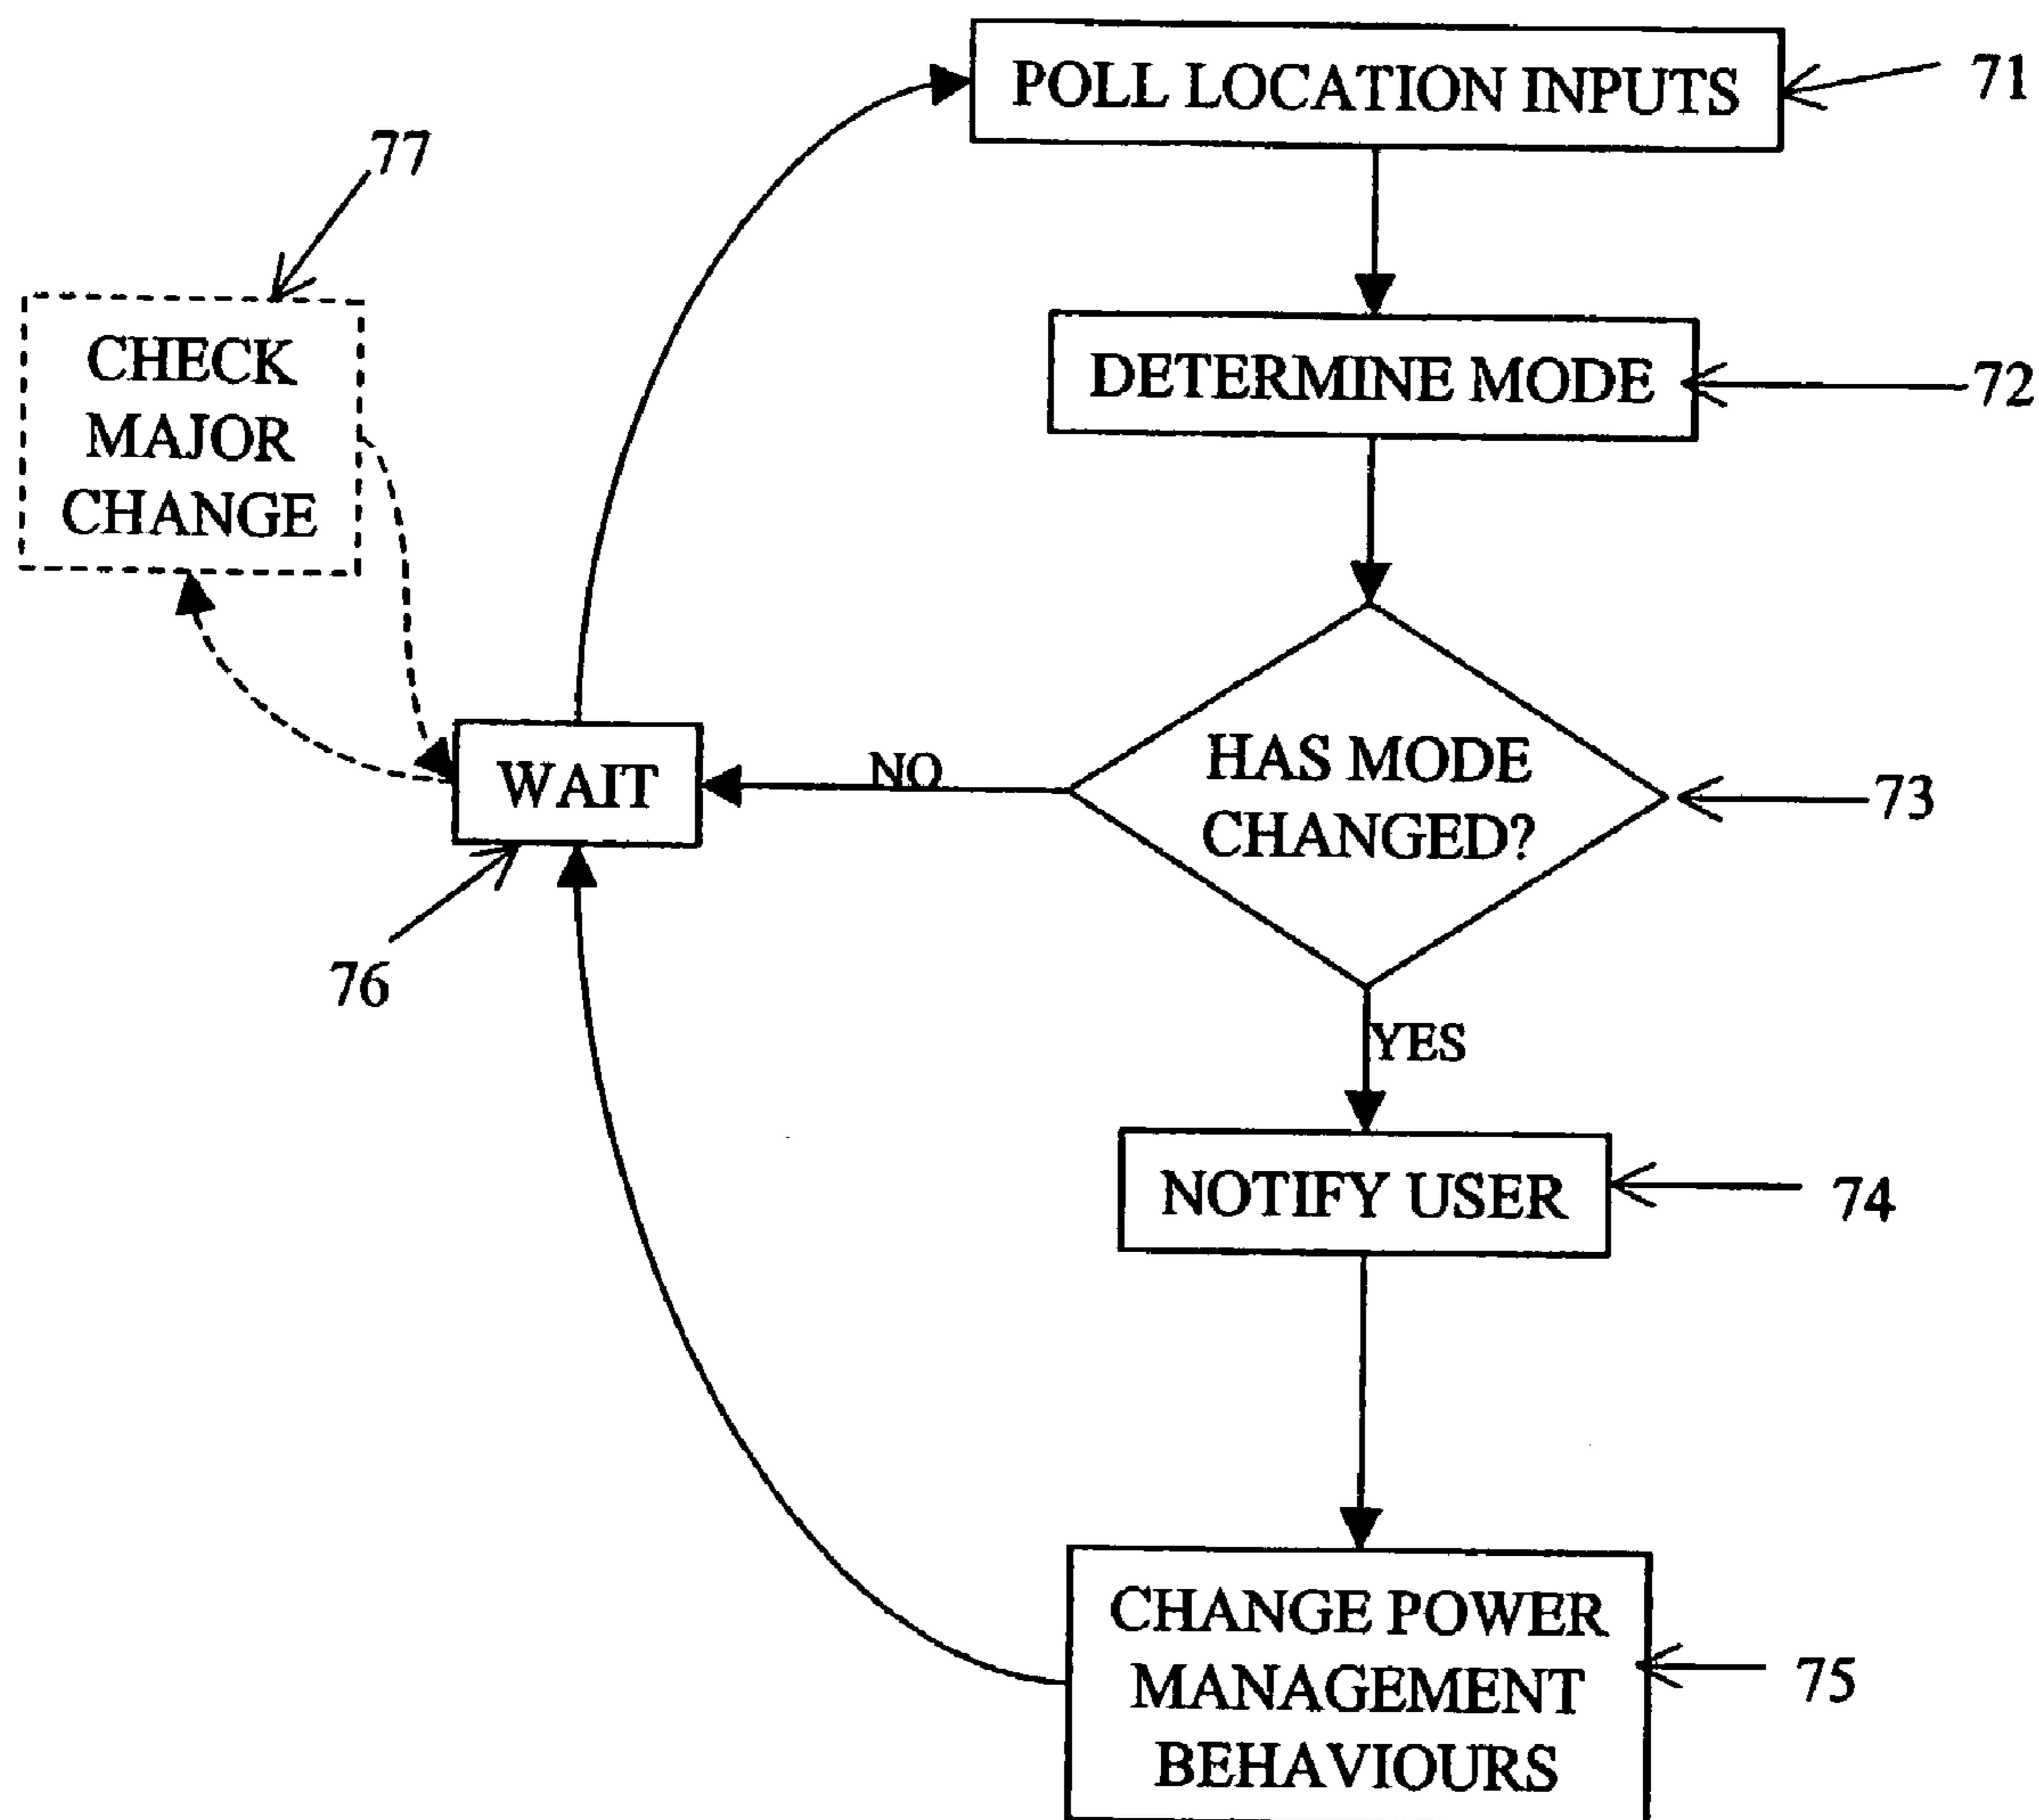 POLL LOCATION INPUTS
71
77
DETERMINE MODE
72
CHECK
MAJOR
CHANGE
HAS MODE
CHANGED?
73
NO
WAIT
76
YES
NOTIFY USER
74
CHANGE POWER
MANAGEMENT
BEHAVIOURS
75